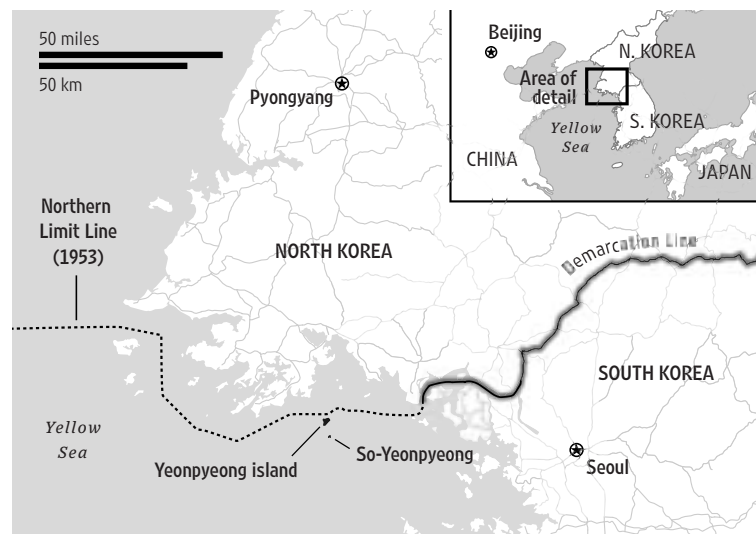 50 miles
50 km
Pyongyang
Beijing
N. KOREA
Area of
detail
S. KOREA
Yellow
Sea
CHINA
JAPAN
Northern
Limit Line
(1953)
NORTH KOREA
Demarcation Line
SOUTH KOREA
Yellow
Sea
Yeonpyeong island
So-Yeonpyeong
Seoul